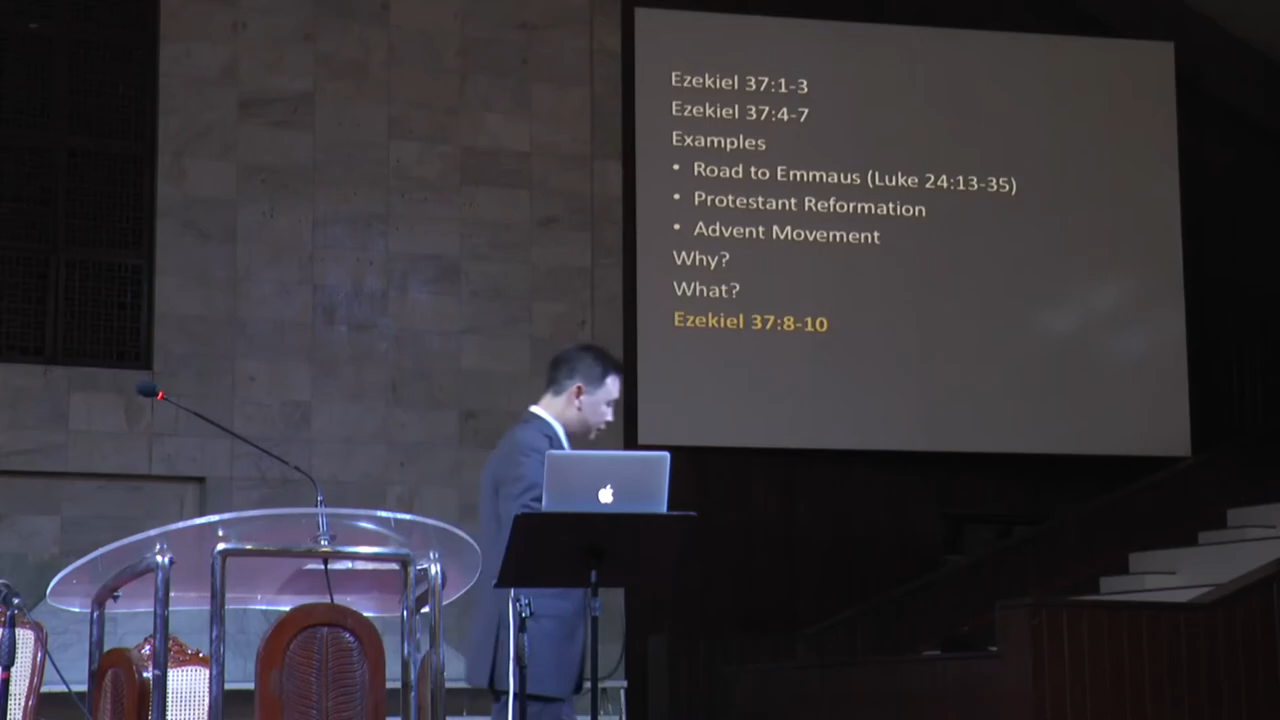 Ezekiel 37:1-3
Ezekiel 37:4-7
Examples
• Road to Emmaus (Luke 24:13-35)
• Protestant Reformation
• Advent Movement
Why?
What?
Ezekiel 37:8-10